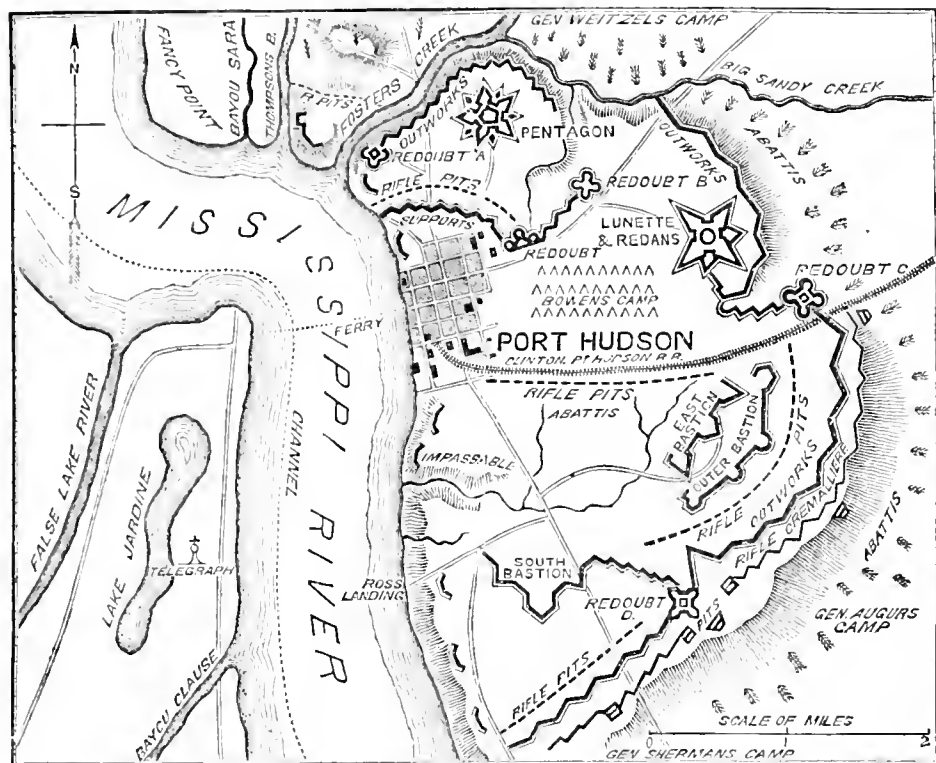 GEN WEITZELS CAMP
N
S
FANCY POINT
BAYOU SARA
THOMPSONS B.
R. PITS
FOSTERS CREEK
BIG SANDY CREEK
OUTWORKS
PENTAGON
REDOUBT A
RIFLE PITS
REDOUBT B
OUTWORKS
ABATTIS
MISSISSIPPI RIVER
SUPPORTS
LUNETTE
& REDANS
REDOUBT
REDOUBT C
BOWENS CAMP
FERRY
PORT HUDSON
CLINTON, PT HUDSON R.R.
RIFLE PITS
ABATTIS
CHANNEL
EAST
BASTION
OUTER BASTION
RIFLE PITS
IMPASSABLE
FALSE LAKE RIVER
LAKE JARDINE
TELEGRAPH
OUTWORKS
RIFLE CREMALLIERE
PITS
ABATTIS
ROSS
LANDING
SOUTH
BASTION
REDOUBT
D.
GEN. AUGURS
CAMP
BAYCU CLAUSE
RIFLE PITS
SCALE OF MILES
0 1 2
GEN SHERMANS CAMP